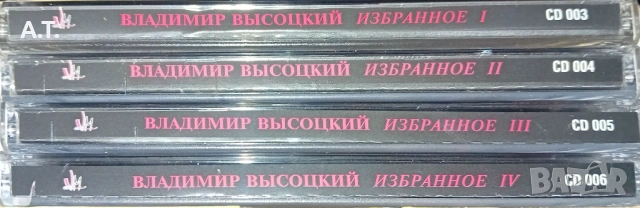 A.T.
ВЛАДИМИР ВЫСОЦКИЙ ИЗБРАННОЕ I CD 003
ВЛАДИМИР ВЫСОЦКИЙ ИЗБРАННОЕ II CD 004
ВЛАДИМИР ВЫСОЦКИЙ ИЗБРАННОЕ III CD 005
ВЛАДИМИР ВЫСОЦКИЙ ИЗБРАННОЕ IV CD 006
BAZAR